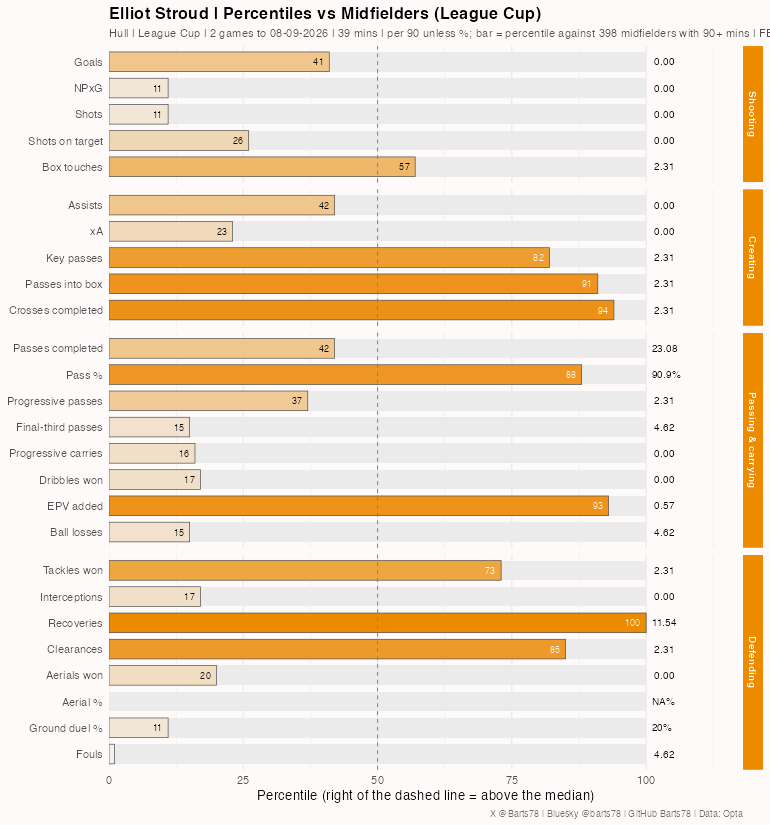 Elliot Stroud | Percentiles vs Midfielders (League Cup)
Hull | League Cup | 2 games to 08-09-2026 | 39 mins | per 90 unless %; bar = percentile against 398 midfielders with 90+ mins | FE
Shooting
Goals 41 0.00
NPxG 11 0.00
Shots 11 0.00
Shots on target 26 0.00
Box touches 57 2.31
Creating
Assists 42 0.00
xA 23 0.00
Key passes 82 2.31
Passes into box 91 2.31
Crosses completed 94 2.31
Passing & carrying
Passes completed 42 23.08
Pass % 88 90.9%
Progressive passes 37 2.31
Final-third passes 15 4.62
Progressive carries 16 0.00
Dribbles won 17 0.00
EPV added 93 0.57
Ball losses 15 4.62
Defending
Tackles won 73 2.31
Interceptions 17 0.00
Recoveries 100 11.54
Clearances 85 2.31
Aerials won 20 0.00
Aerial % NA%
Ground duel % 11 20%
Fouls 4.62
0 25 50 75 100
Percentile (right of the dashed line = above the median)
X @Barts78 | Bluesky @barts78 | GitHub Barts78 | Data: Opta